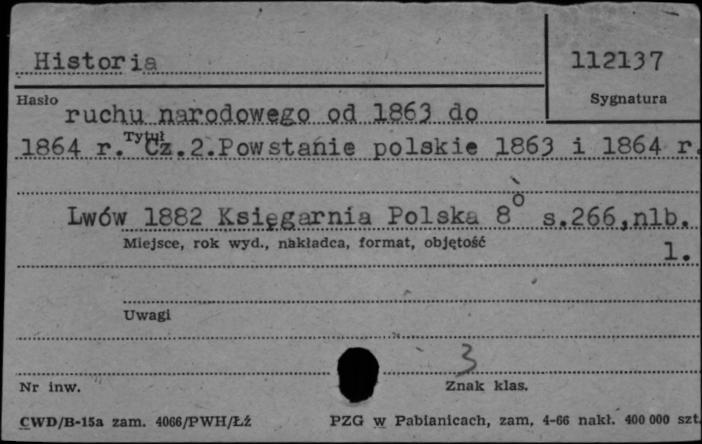 Historia
112137
Hasło
Sygnatura
ruchu narodowego od 1863 do
1864 r. Cz.2.Powstanie polskie 1863 i 1864 r.
Tytuł
Lwów 1882 Księgarnia Polska 8° s.266,nlb.
Miejsce, rok wyd., nakładca, format, objętość
1.
Uwagi
3
Nr inw.
Znak klas.
CWD/B-15a zam. 4066/PWH/Łź
PZG w Pabianicach, zam, 4-66 nakł. 400 000 szt.